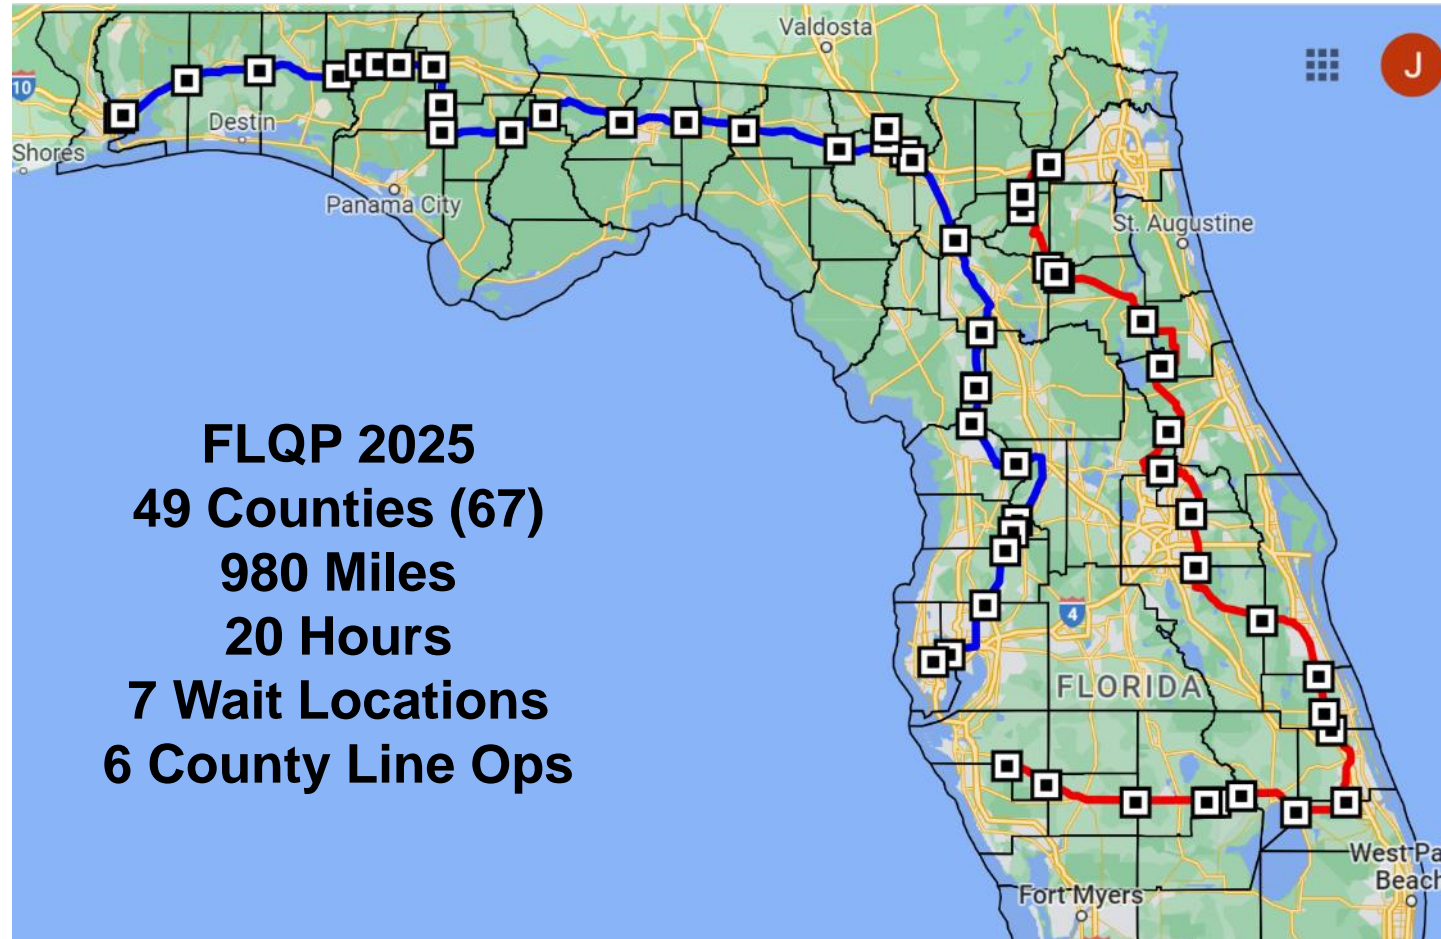 Valdosta
10
J
Destin
Shores
Panama City
St. Augustine
FLQP 2025
49 Counties (67)
980 Miles
20 Hours
7 Wait Locations
6 County Line Ops
4
FLORIDA
West Pa
Beach
Fort Myers